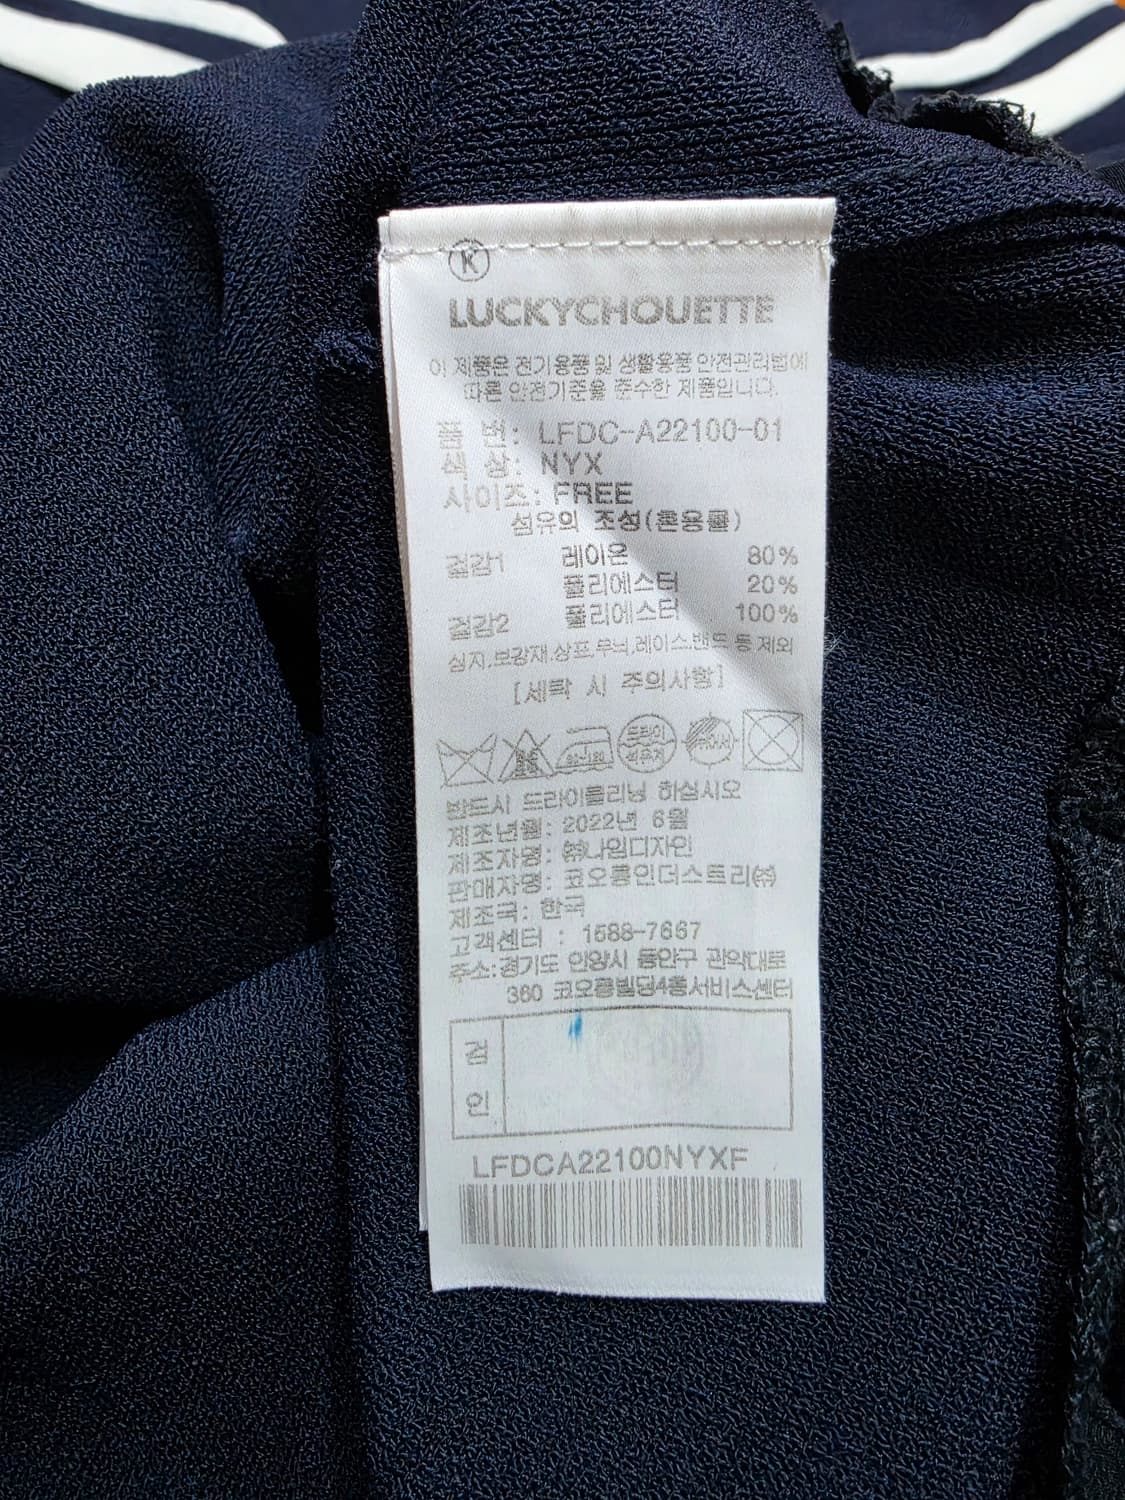 K
LUCKYCHOUETTE
이 제품은 전기용품 및 생활용품 안전관리법에
따른 안전기준을 준수한 제품입니다.
품 번: LFDC-A22100-01
색 상: NYX
사이즈: FREE
섬유의 조성(혼용률)
겉감1 레이온 80%
폴리에스터 20%
겉감2 폴리에스터 100%
심지,보강재,상표,무늬,레이스,밴드 등 제외
[세탁 시 주의사항]
드라이
반드시 드라이클리닝 하십시오
제조년월: 2022년 6월
제조자명: ㈜나임디자인
판매자명: 코오롱인더스트리㈜
제조국: 한국
고객센터 : 1588-7667
주소:경기도 안양시 동안구 관악대로
360 코오롱빌딩4층서비스센터
검
인
LFDCA22100NYXF